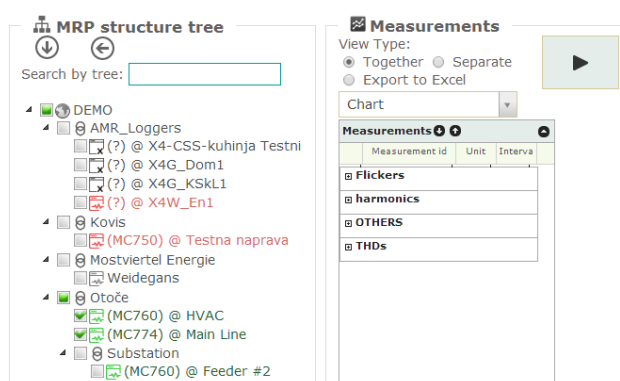 MRP structure tree
Search by tree:
DEMO
AMR_Loggers
(?) @ X4-CSS-kuhinja Testni
(?) @ X4G_Dom1
(?) @ X4G_KSkL1
(?) @ X4W_En1
Kovis
(MC750) @ Testna naprava
Mostviertel Energie
Weidegans
Otoče
(MC760) @ HVAC
(MC774) @ Main Line
Substation
(MC760) @ Feeder #2
Measurements
View Type:
Together Separate
Export to Excel
Chart
Measurements
Measurement id Unit Interva
Flickers
harmonics
OTHERS
THDs